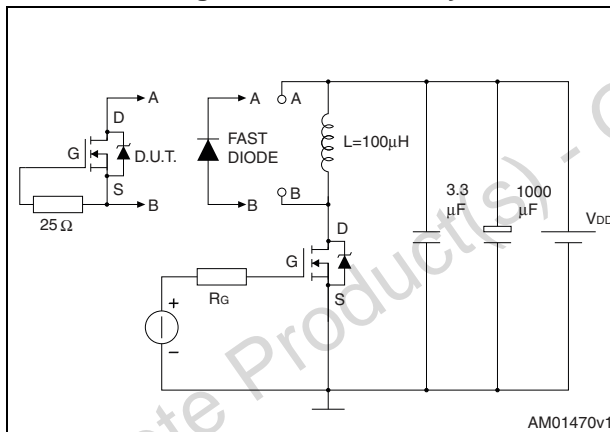 A
A
A
D
G
D.U.T.
FAST
DIODE
L=100µH
S
B
B
B
25 Ω
3.3
µF
1000
µF
VDD
D
G
S
RG
+
−
AM01470v1